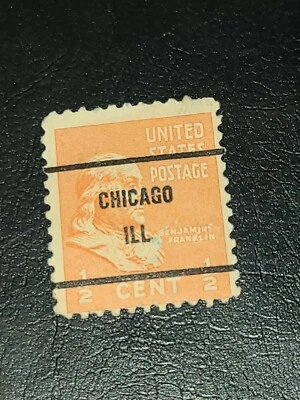 UNITED
STATES
POSTAGE
CHICAGO
ILL
BENJAMIN
FRANKLIN
1/2 CENT 1/2